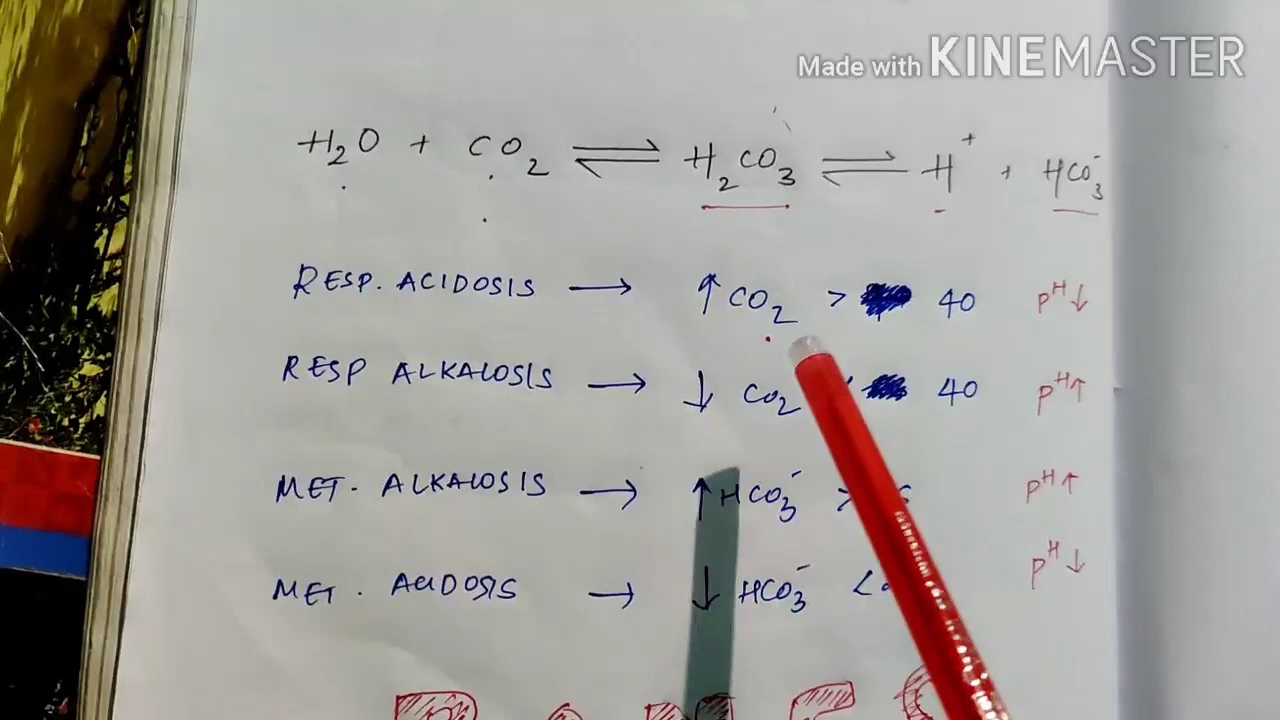 Made with KINEMASTER
H₂O + CO₂ ⇌ H₂CO₃ ⇌ H⁺ + HCO₃⁻
RESP. ACIDOSIS → ↑ CO₂ > 40 pH↓
RESP ALKALOSIS → ↓ CO₂ 40 pH↑
MET. ALKALOSIS → ↑ HCO₃⁻ > pH↑
MET. ACIDOSIS → ↓ HCO₃⁻ < pH↓